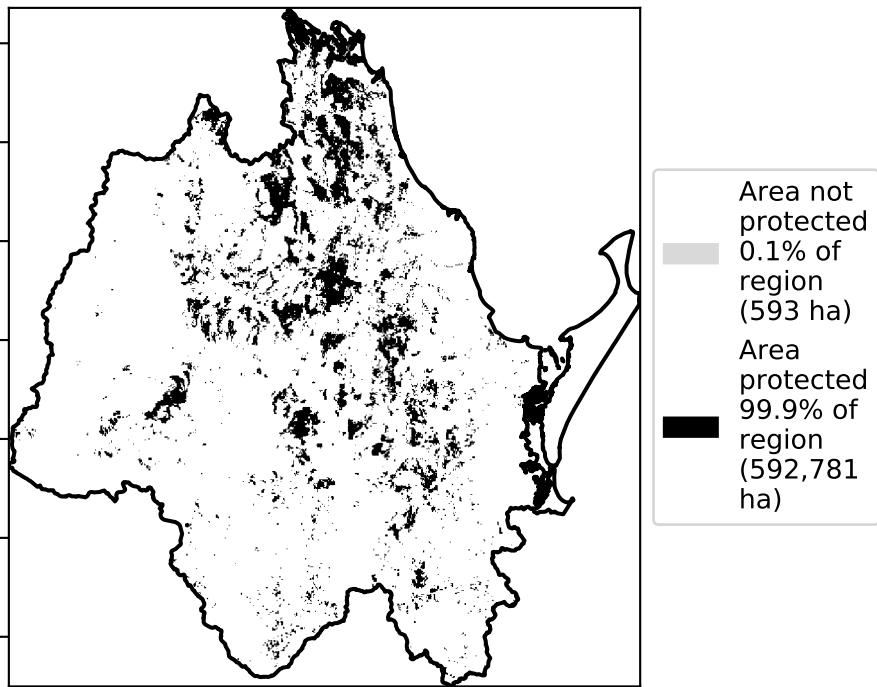 Area not
protected
0.1% of
region
(593 ha)
Area
protected
99.9% of
region
(592,781
ha)